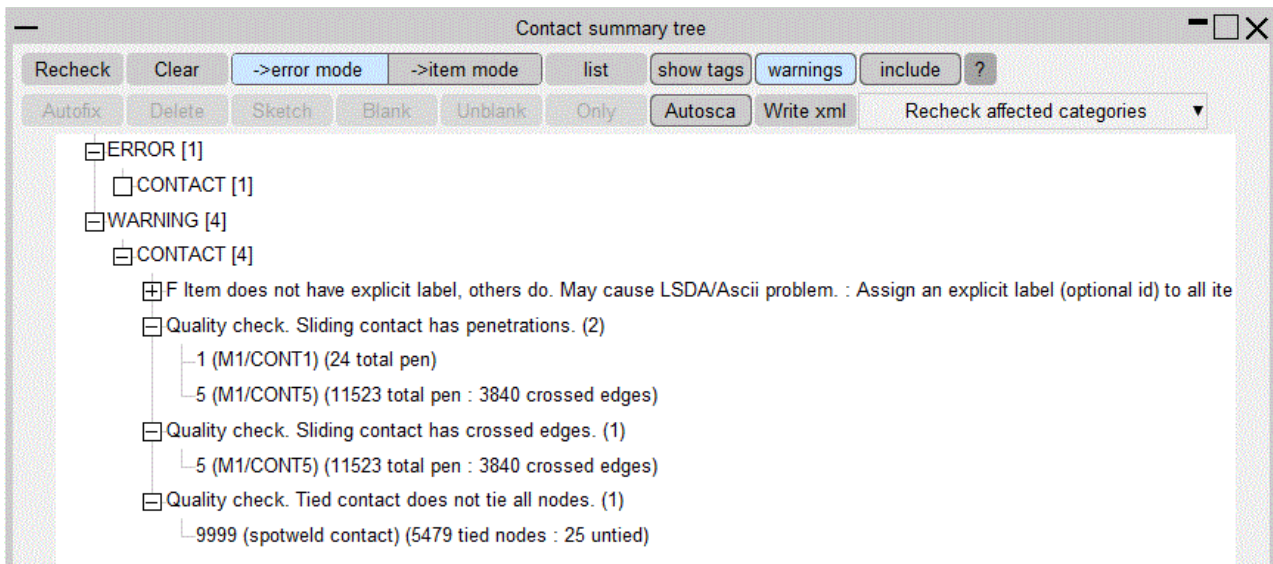 Contact summary tree
Recheck Clear ->error mode ->item mode list show tags warnings include ?
Autofix Delete Sketch Blank Unblank Only Autosca Write xml Recheck affected categories
ERROR [1]
CONTACT [1]
WARNING [4]
CONTACT [4]
F Item does not have explicit label, others do. May cause LSDA/Ascii problem. : Assign an explicit label (optional id) to all ite
Quality check. Sliding contact has penetrations. (2)
1 (M1/CONT1) (24 total pen)
5 (M1/CONT5) (11523 total pen : 3840 crossed edges)
Quality check. Sliding contact has crossed edges. (1)
5 (M1/CONT5) (11523 total pen : 3840 crossed edges)
Quality check. Tied contact does not tie all nodes. (1)
9999 (spotweld contact) (5479 tied nodes : 25 untied)